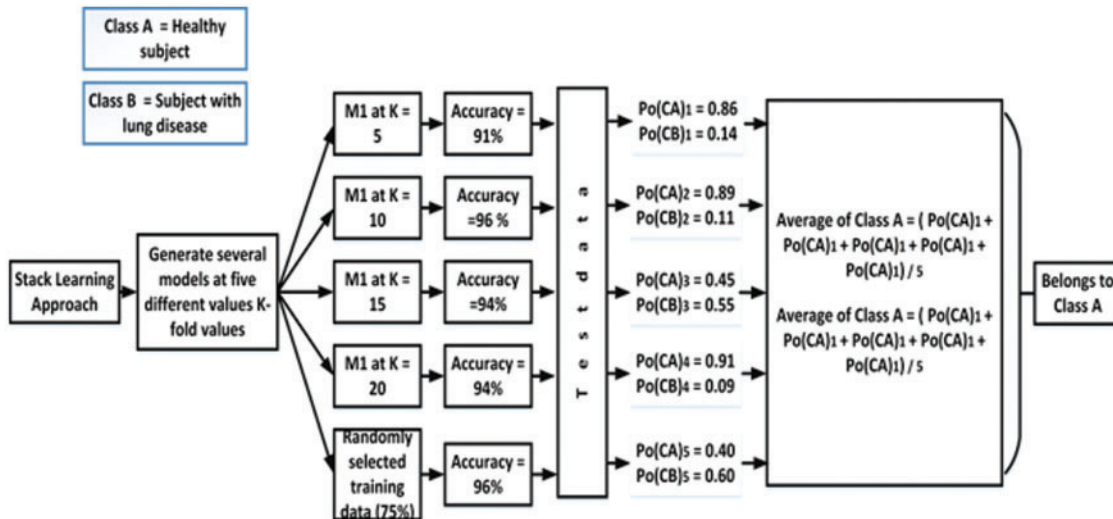 Class A = Healthy
subject
Class B = Subject with
lung disease
Stack Learning
Approach
Generate several
models at five
different values K-
fold values
M1 at K =
5
Accuracy =
91%
M1 at K =
10
Accuracy
=96 %
M1 at K =
15
Accuracy
=94%
M1 at K =
20
Accuracy
=94%
Randomly
selected
training
data (75%)
Accuracy =
96%
Test data
Po(CA)1 = 0.86
Po(CB)1 = 0.14
Po(CA)2 = 0.89
Po(CB)2 = 0.11
Po(CA)3 = 0.45
Po(CB)3 = 0.55
Po(CA)4 = 0.91
Po(CB)4 = 0.09
Po(CA)5 = 0.40
Po(CB)5 = 0.60
Average of Class A = ( Po(CA)1 +
Po(CA)1 + Po(CA)1 + Po(CA)1 +
Po(CA)1) / 5
Average of Class A = ( Po(CA)1 +
Po(CA)1 + Po(CA)1 + Po(CA)1 +
Po(CA)1) / 5
Belongs to
Class A